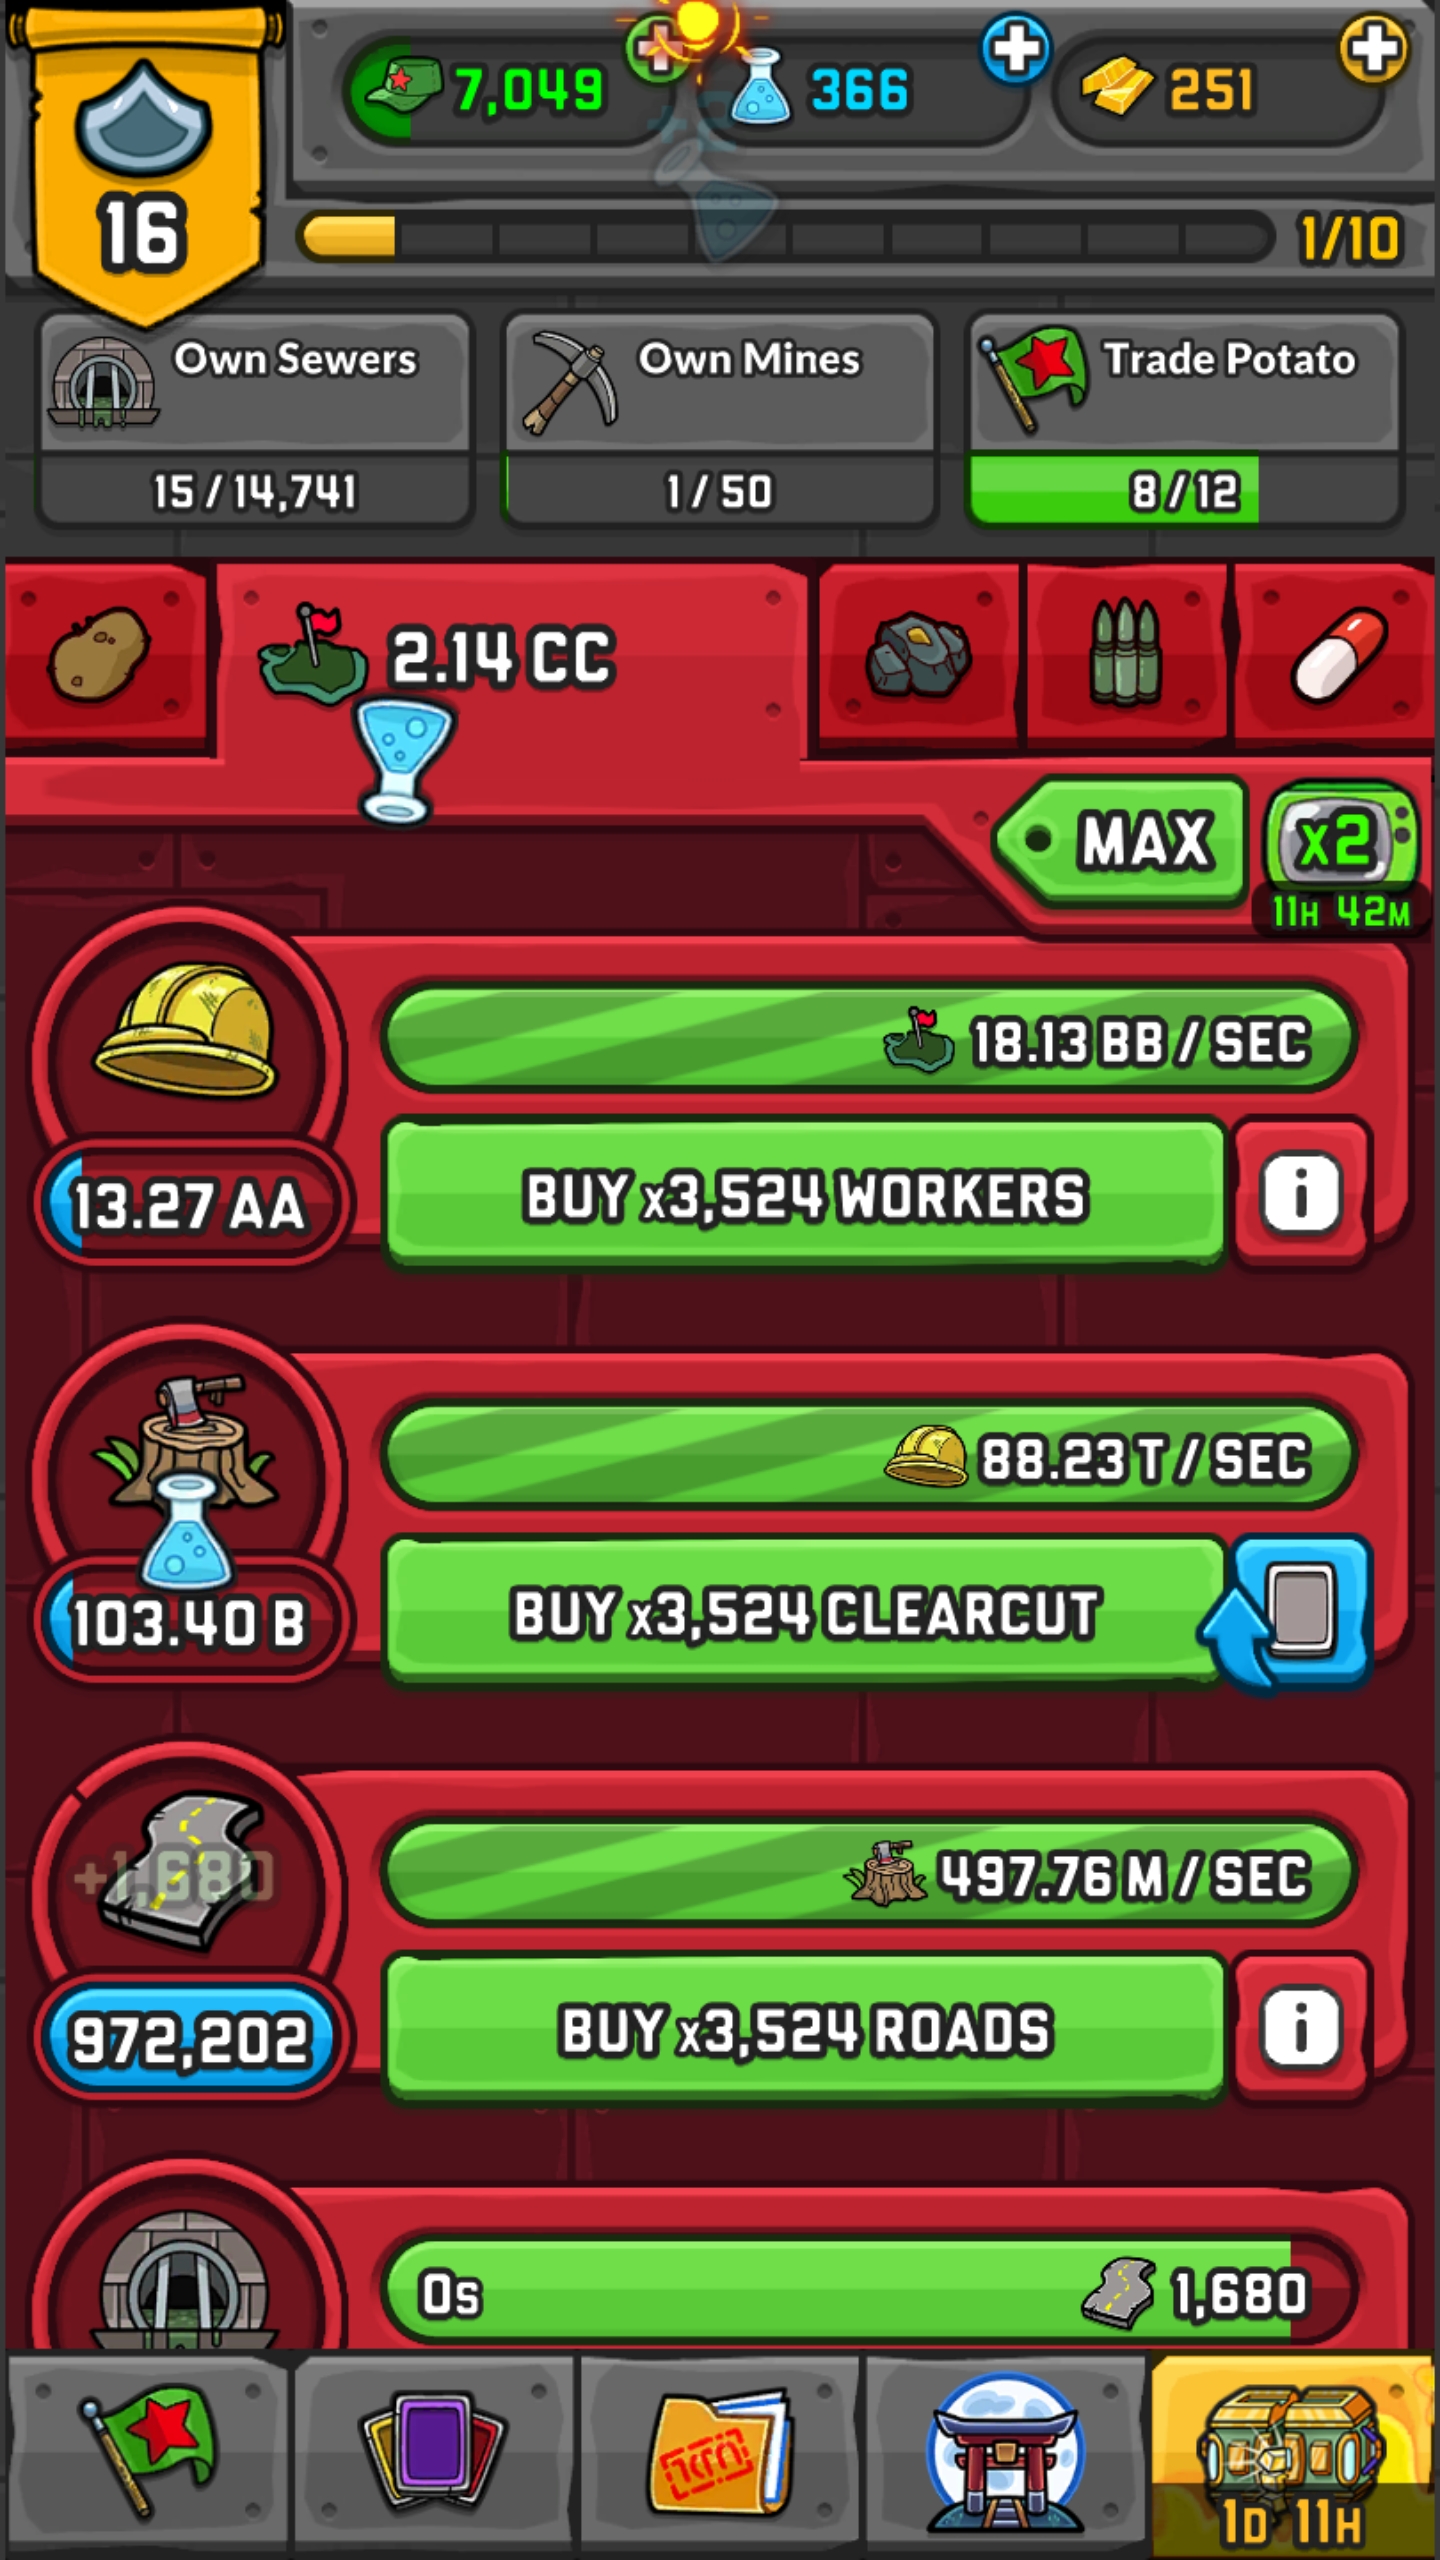 7,049
366
251
+2
16
1/10
Own Sewers
Own Mines
Trade Potato
15/14,741
1/50
8/12
2.14 CC
MAX
x2
11H 42M
18.13 BB / SEC
13.27 AA
BUY x3,524 WORKERS
i
88.23 T / SEC
103.40 B
BUY x3,524 CLEARCUT
+1,680
497.76 M / SEC
972,202
BUY x3,524 ROADS
i
0s
1,680
1D 11H